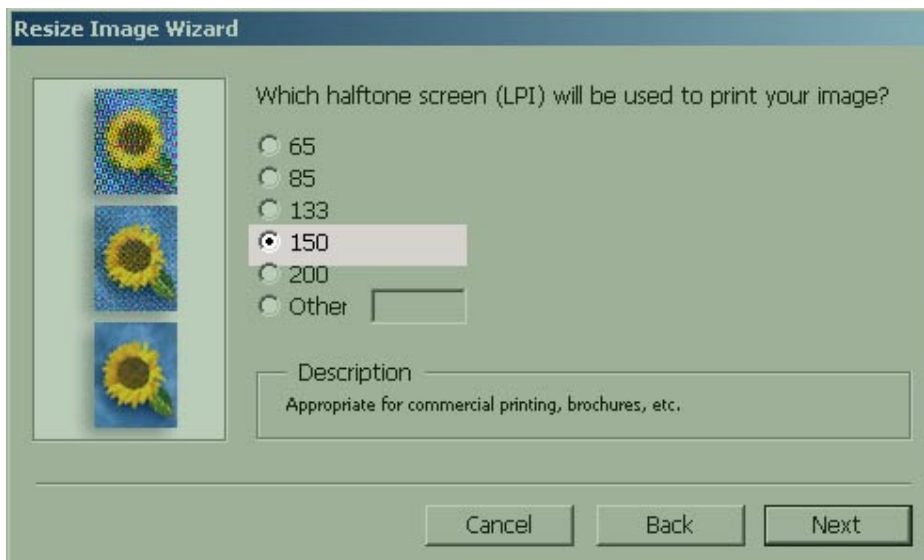 Resize Image Wizard
Which halftone screen (LPI) will be used to print your image?
65
85
133
150
200
Other
Description
Appropriate for commercial printing, brochures, etc.
Cancel Back Next